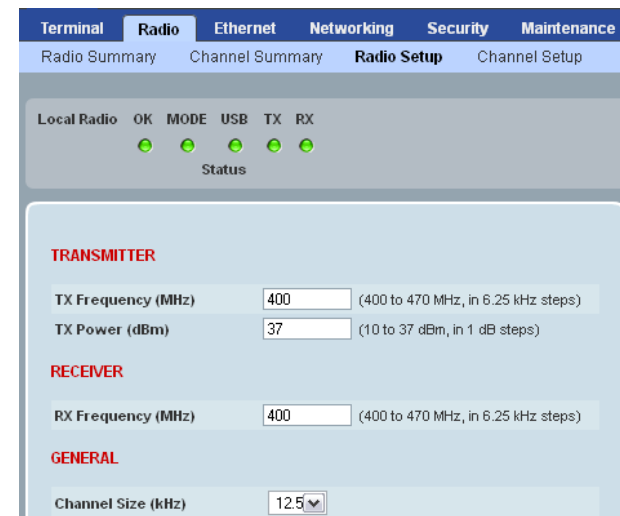 Terminal Radio Ethernet Networking Security Maintenance
Radio Summary Channel Summary Radio Setup Channel Setup
Local Radio OK MODE USB TX RX
Status
TRANSMITTER
TX Frequency (MHz) 400 (400 to 470 MHz, in 6.25 kHz steps)
TX Power (dBm) 37 (10 to 37 dBm, in 1 dB steps)
RECEIVER
RX Frequency (MHz) 400 (400 to 470 MHz, in 6.25 kHz steps)
GENERAL
Channel Size (kHz) 12.5